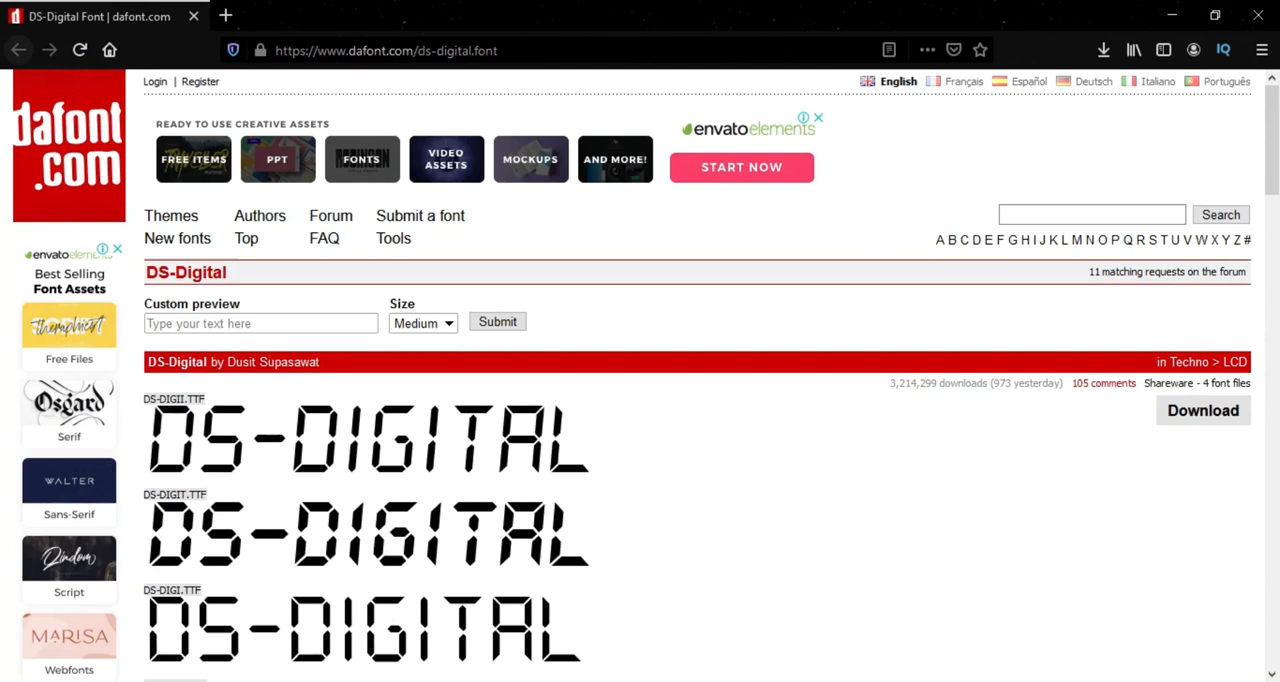 DS-Digital Font | dafont.com
https://www.dafont.com/ds-digital.font
IQ
dafont
.com
Login | Register
English Français Español Deutsch Italiano Português
READY TO USE CREATIVE ASSETS
FREE ITEMS PPT FONTS VIDEO ASSETS MOCKUPS AND MORE!
envatoelements
START NOW
Themes Authors Forum Submit a font
New fonts Top FAQ Tools
Search
A B C D E F G H I J K L M N O P Q R S T U V W X Y Z #
DS-Digital
11 matching requests on the forum
Custom preview Size
Type your text here Medium Submit
DS-Digital by Dusit Supasawat in Techno > LCD
3,214,299 downloads (973 yesterday) 105 comments Shareware - 4 font files
Download
DS-DIGII.TTF
DS-DIGITAL
DS-DIGIT.TTF
DS-DIGITAL
DS-DIGI.TTF
DS-DIGITAL
Best Selling
Font Assets
Free Files
Osgard
Serif
WALTER
Sans-Serif
Qindom
Script
MARISA
Webfonts